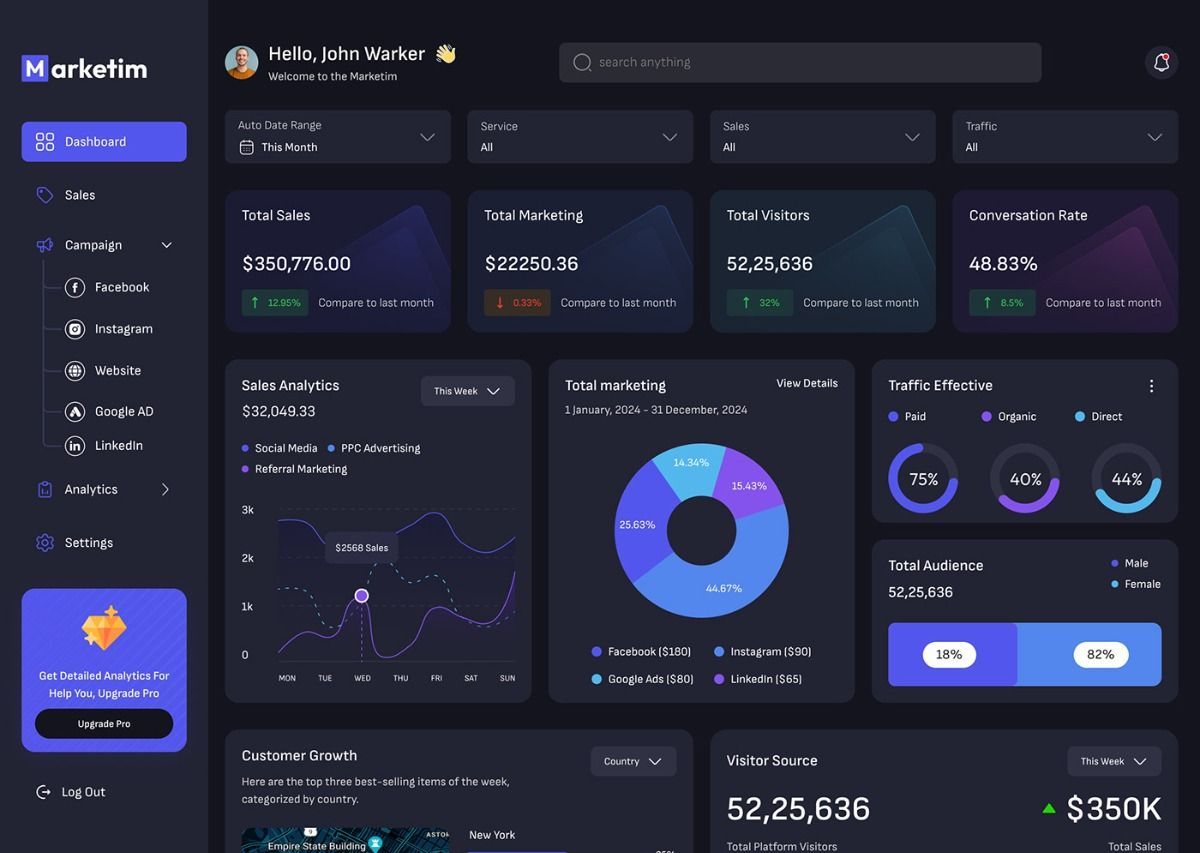 Marketim
Dashboard
Sales
Campaign
Facebook
Instagram
Website
Google AD
LinkedIn
Analytics
Settings
Get Detailed Analytics For
Help You, Upgrade Pro
Upgrade Pro
Log Out
Hello, John Warker
Welcome to the Marketim
search anything
Auto Date Range
This Month
Service
All
Sales
All
Traffic
All
Total Sales
$350,776.00
12.95% Compare to last month
Total Marketing
$22250.36
0.33% Compare to last month
Total Visitors
52,25,636
32% Compare to last month
Conversation Rate
48.83%
8.5% Compare to last month
Sales Analytics
This Week
$32,049.33
Social Media PPC Advertising
Referral Marketing
3k
2k
1k
0
$2568 Sales
MON TUE WED THU FRI SAT SUN
Total marketing View Details
1 January, 2024 - 31 December, 2024
14.34%
15.43%
25.63%
44.67%
Facebook ($180) Instagram ($90)
Google Ads ($80) LinkedIn ($65)
Traffic Effective
Paid Organic Direct
75% 40% 44%
Total Audience
52,25,636
Male
Female
18% 82%
Customer Growth
Country
Here are the top three best-selling items of the week,
categorized by country.
9
Empire State Building
New York
Visitor Source
This Week
52,25,636 $350K
Total Platform Visitors Total Sales